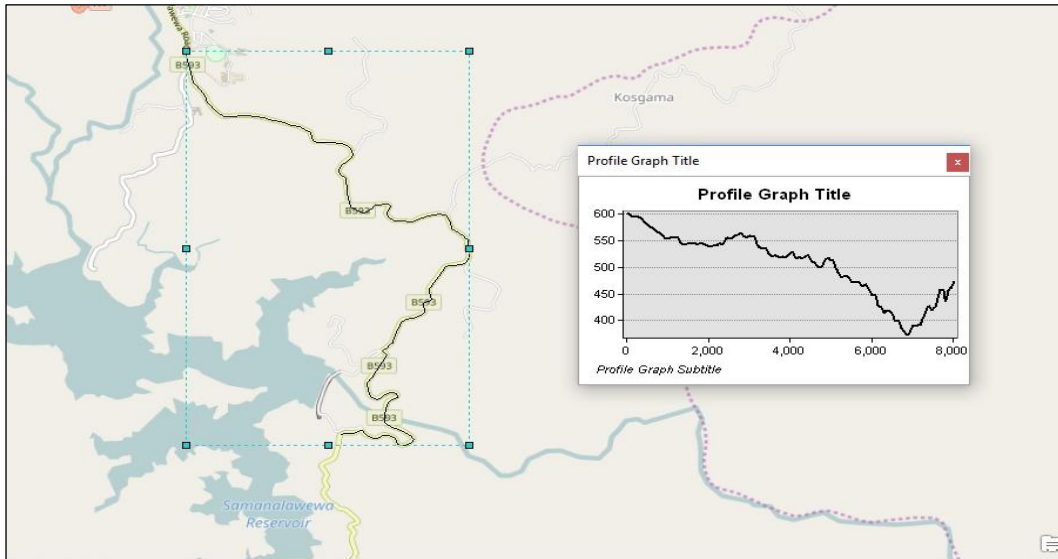 B593
Kosgama
B593
B593
B593
B593
Samanalawewa
Reservoir
Profile Graph Title
x
Profile Graph Title
600
550
500
450
400
0
2,000
4,000
6,000
8,000
Profile Graph Subtitle